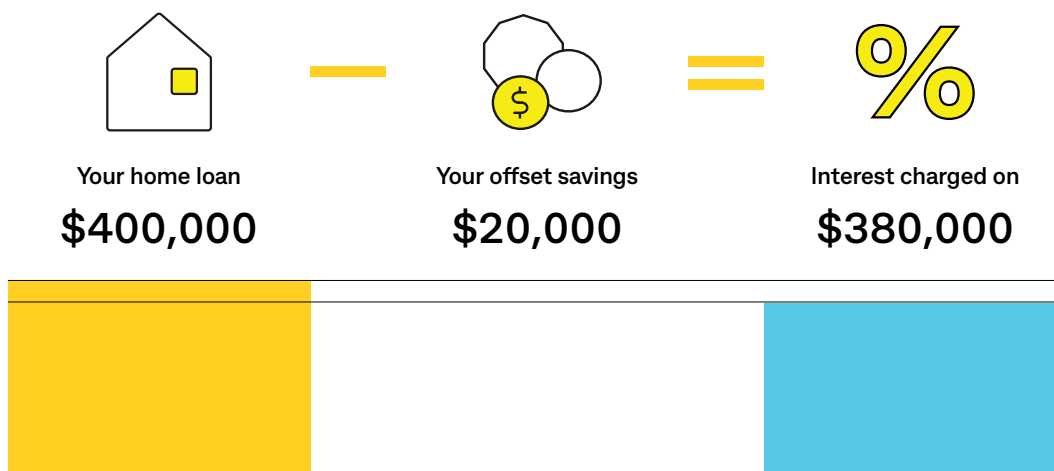 $
%
Your home loan
Your offset savings
Interest charged on
$400,000
$20,000
$380,000